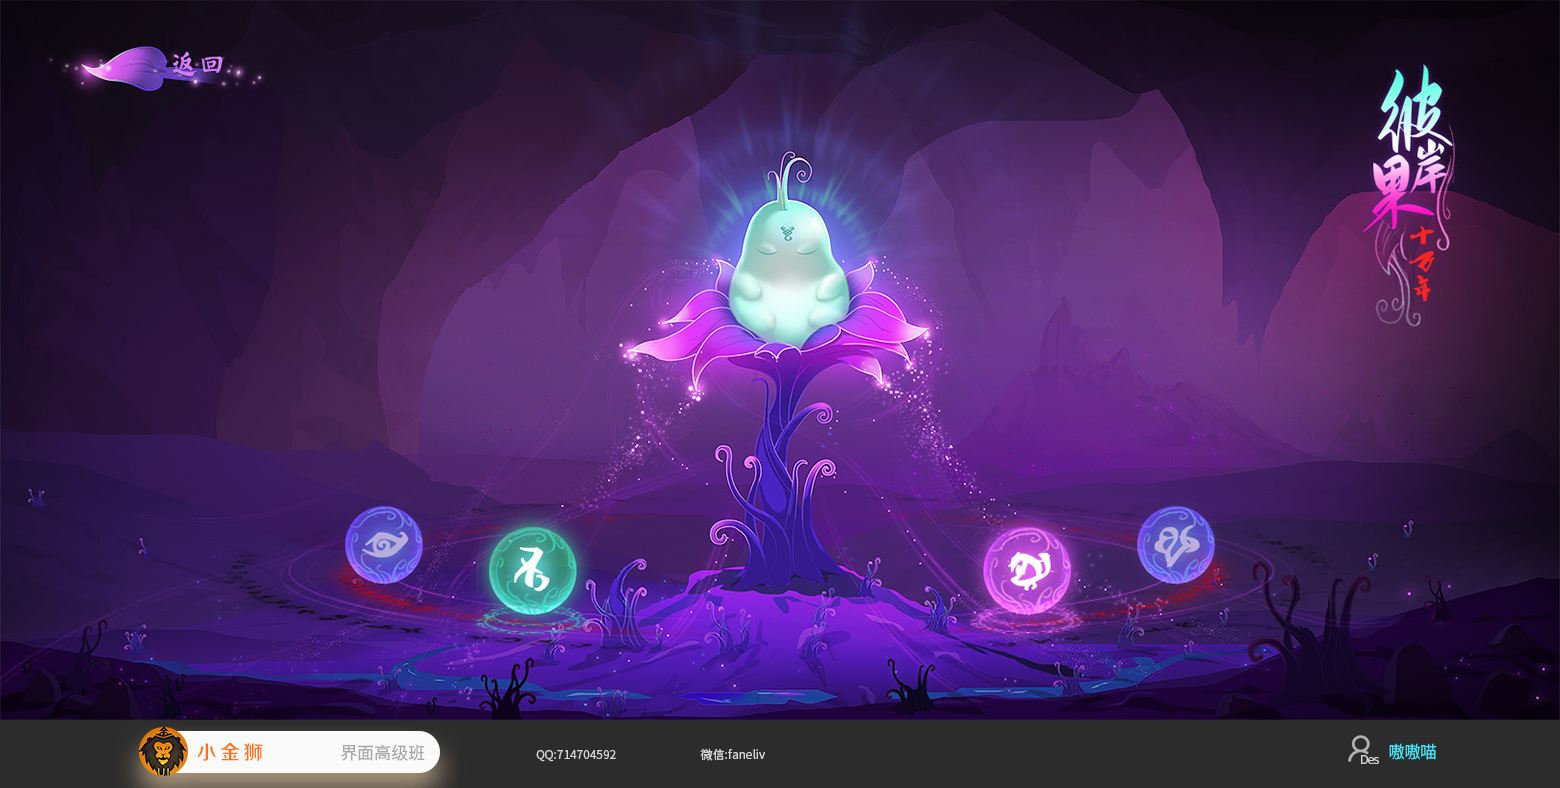 返回
彼岸果
十万年
小金狮
UI
界面高级班
QQ:714704592
微信:faneliv
Des
嗷嗷喵